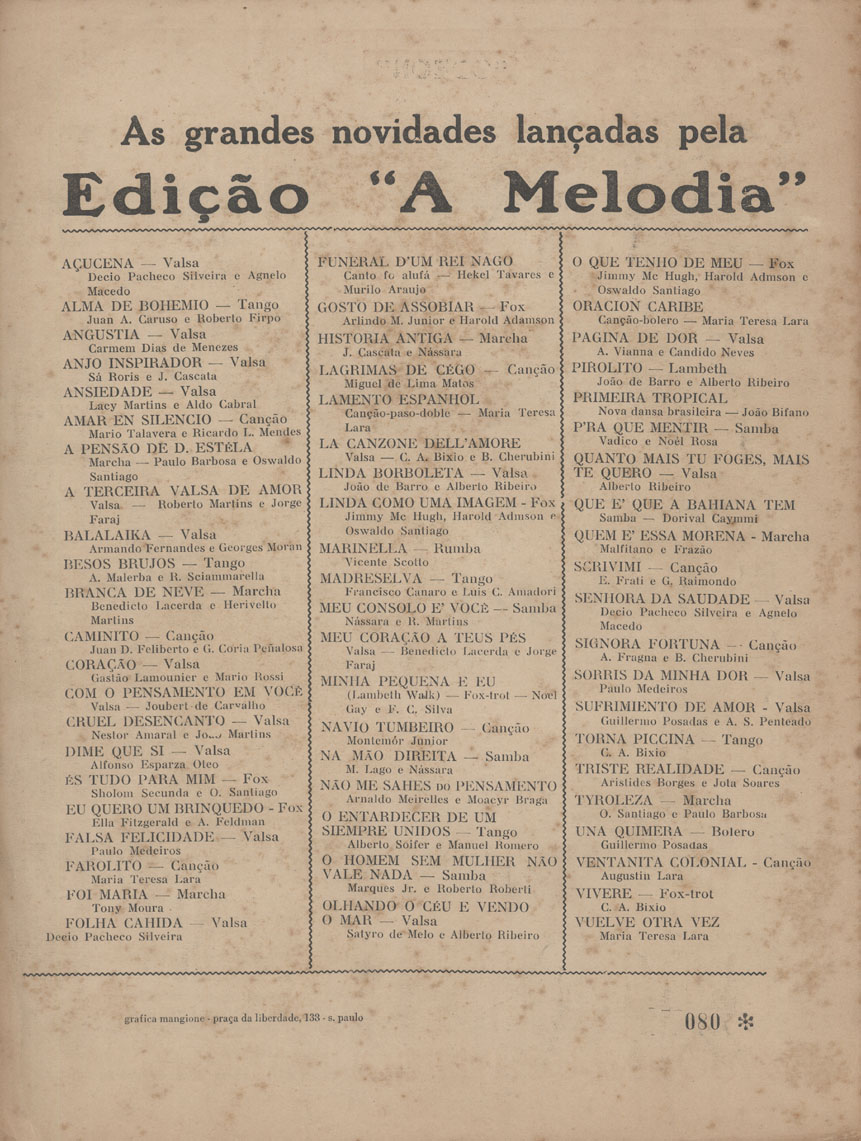 As grandes novidades lançadas pela
Edição "A Melodia"
AÇUCENA — Valsa
Decio Pacheco Silveira e Agnelo
Macedo
ALMA DE BOHEMIO — Tango
Juan A. Caruso e Roberto Firpo
ANGUSTIA — Valsa
Carmem Dias de Menezes
ANJO INSPIRADOR — Valsa
Sá Roris e J. Cascata
ANSIEDADE — Valsa
Lacy Martins e Aldo Cabral
AMAR EN SILENCIO — Canção
Mario Talavera e Ricardo L. Mendes
A PENSÃO DE D. ESTÉLA
Marcha — Paulo Barbosa e Oswaldo
Santiago
A TERCEIRA VALSA DE AMOR
Valsa — Roberto Martins e Jorge
Faraj
BALALAIKA — Valsa
Armando Fernandes e Georges Moran
BESOS BRUJOS — Tango
A. Malerba e R. Sciammarella
BRANCA DE NEVE — Marcha
Benedicto Lacerda e Herivelto
Martins
CAMINITO — Canção
Juan D. Feliberto e G. Coria Peñalosa
CORAÇÃO — Valsa
Gastão Lamounier e Mario Rossi
COM O PENSAMENTO EM VOCÊ
Valsa — Joubert de Carvalho
CRUEL DESENCANTO — Valsa
Nestor Amaral e Martins
DIME QUE SI — Valsa
Alfonso Esparza Oteo
ÉS TUDO PARA MIM — Fox
Sholom Secunda e O. Santiago
EU QUERO UM BRINQUEDO - Fox
Ella Fitzgerald e A. Feldman
FALSA FELICIDADE — Valsa
Paulo Medeiros
FAROLITO — Canção
Maria Teresa Lara
FOI MARIA — Marcha
Tony Moura
FOLHA CAHIDA — Valsa
Decio Pacheco Silveira
FUNERAL D'UM REI NAGO
Canto fo alufá — Hekel Tavares e
Murilo Araujo
GOSTO DE ASSOBIAR — Fox
Arlindo M. Junior e Harold Adamson
HISTORIA ANTIGA — Marcha
J. Cascata e Nássara
LAGRIMAS DE CÉGO — Canção
Miguel de Lima Matos
LAMENTO ESPANHOL
Canção-paso-doble — Maria Teresa
Lara
LA CANZONE DELL'AMORE
Valsa — C. A. Bixio e B. Cherubini
LINDA BORBOLETA — Valsa
João de Barro e Alberto Ribeiro
LINDA COMO UMA IMAGEM - Fox
Jimmy Mc Hugh, Harold Admson e
Oswaldo Santiago
MARINELLA — Rumba
Vicente Scotto
MADRESELVA — Tango
Francisco Canaro e Luis C. Amadori
MEU CONSOLO E' VOCÊ — Samba
Nássara e R. Martins
MEU CORAÇÃO A TEUS PÉS
Valsa — Benedicto Lacerda e Jorge
Faraj
MINHA PEQUENA E EU
(Lambeth Walk) — Fox-trot — Noel
Gay e F. C. Silva
NAVIO TUMBEIRO — Canção
Montemór Junior
NA MÃO DIREITA — Samba
M. Lago e Nássara
NÃO ME SAHES DO PENSAMENTO
Arnaldo Meirelles e Moacyr Braga
O ENTARDECER DE UM
SIEMPRE UNIDOS — Tango
Alberto Soifer e Manuel Romero
O HOMEM SEM MULHER NÃO
VALE NADA — Samba
Marques Jr. e Roberto Roberti
OLHANDO O CÉU E VENDO
O MAR — Valsa
Satyro de Melo e Alberto Ribeiro
O QUE TENHO DE MEU — Fox
Jimmy Mc Hugh, Harold Admson e
Oswaldo Santiago
ORACION CARIBE
Canção-bolero — Maria Teresa Lara
PAGINA DE DOR — Valsa
A. Vianna e Candido Neves
PIROLITO — Lambeth
João de Barro e Alberto Ribeiro
PRIMEIRA TROPICAL
Nova dansa brasileira — João Bifano
P'RA QUE MENTIR — Samba
Vadico e Noél Rosa
QUANTO MAIS TU FOGES, MAIS
TE QUERO — Valsa
Alberto Ribeiro
QUE E' QUE A BAHIANA TEM
Samba — Dorival Caymmi
QUEM E' ESSA MORENA - Marcha
Malfitano e Frazão
SCRIVIMI — Canção
E. Frati e G. Raimondo
SENHORA DA SAUDADE — Valsa
Decio Pacheco Silveira e Agnelo
Macedo
SIGNORA FORTUNA — Canção
A. Fragna e B. Cherubini
SORRIS DA MINHA DOR — Valsa
Paulo Medeiros
SUFRIMIENTO DE AMOR - Valsa
Guillermo Posadas e A. S. Penteado
TORNA PICCINA — Tango
C. A. Bixio
TRISTE REALIDADE — Canção
Aristides Borges e Jota Soares
TYROLEZA — Marcha
O. Santiago e Paulo Barbosa
UNA QUIMERA — Bolero
Guillermo Posadas
VENTANITA COLONIAL - Canção
Augustin Lara
VIVERE — Fox-trot
C. A. Bixio
VUELVE OTRA VEZ
Maria Teresa Lara
grafica mangione - praça da liberdade, 133 - s. paulo
080 *